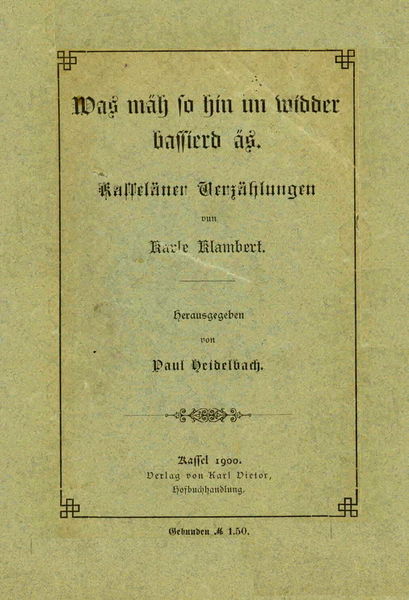 Was mäh so hin un widder
bassierd äs.
Kasseläner Verzählungen
vun
Karle Klambert.
Herausgegeben
von
Paul Heidelbach.
Kassel 1900.
Verlag von Karl Vietor,
Hofbuchhandlung.
Gebunden ℳ 1.50.